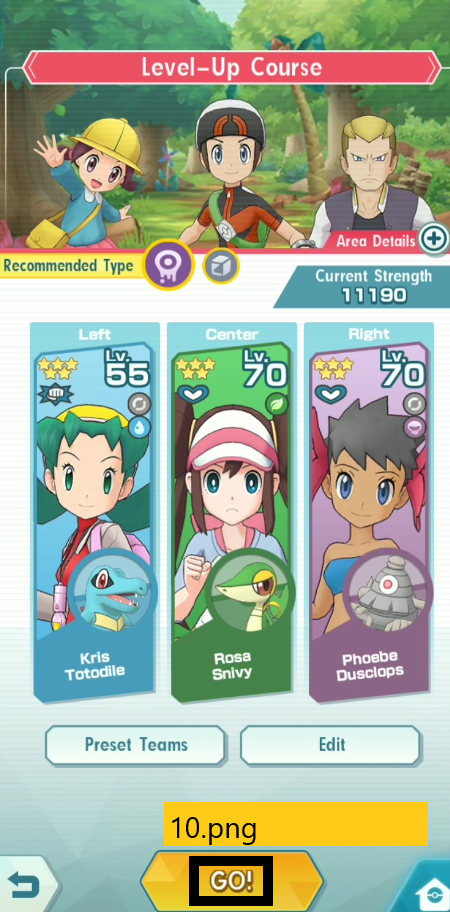 Level-Up Course
Area Details
Recommended Type
Current Strength
11190
Left
Center
Right
Lv.
55
Lv.
70
Lv.
70
Kris
Totodile
Rosa
Snivy
Phoebe
Dusclops
Preset Teams
Edit
10.png
GO!